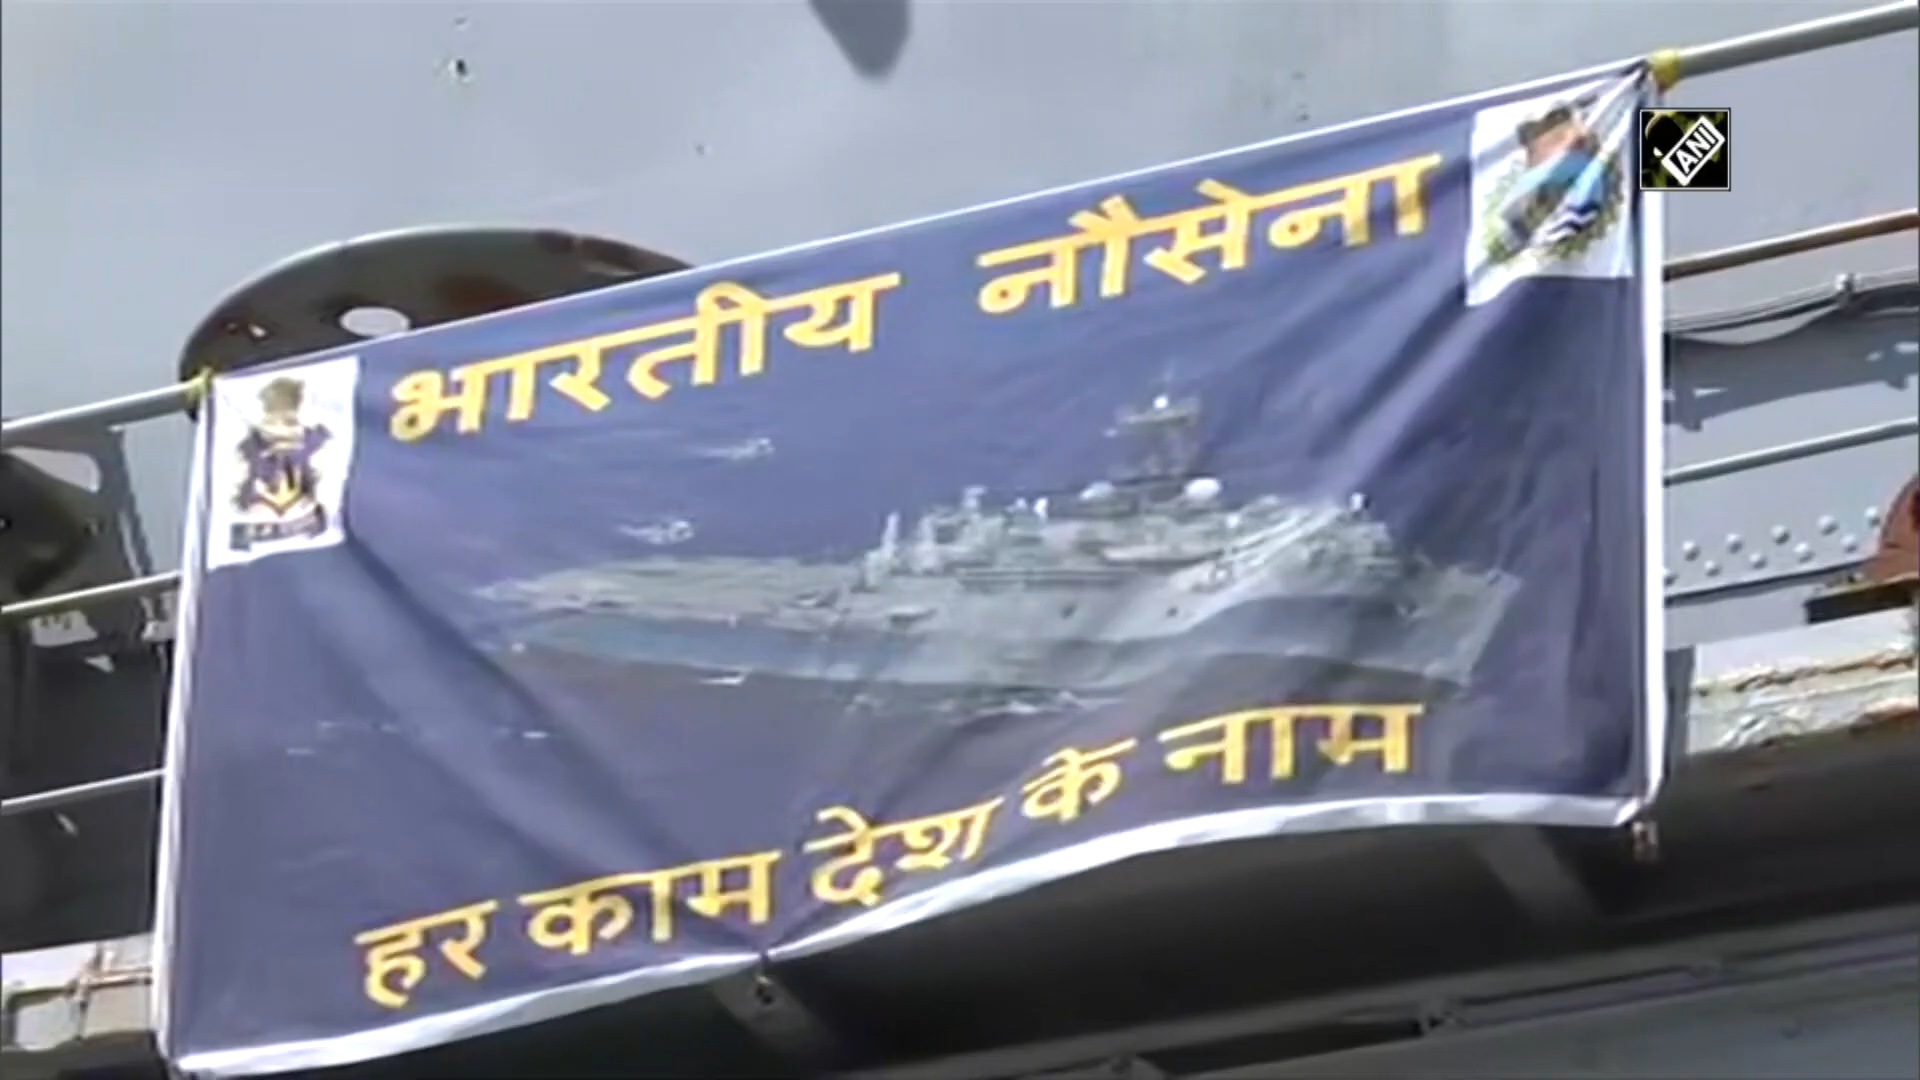 भारतीय नौसेना
ANI
हर काम देश के नाम